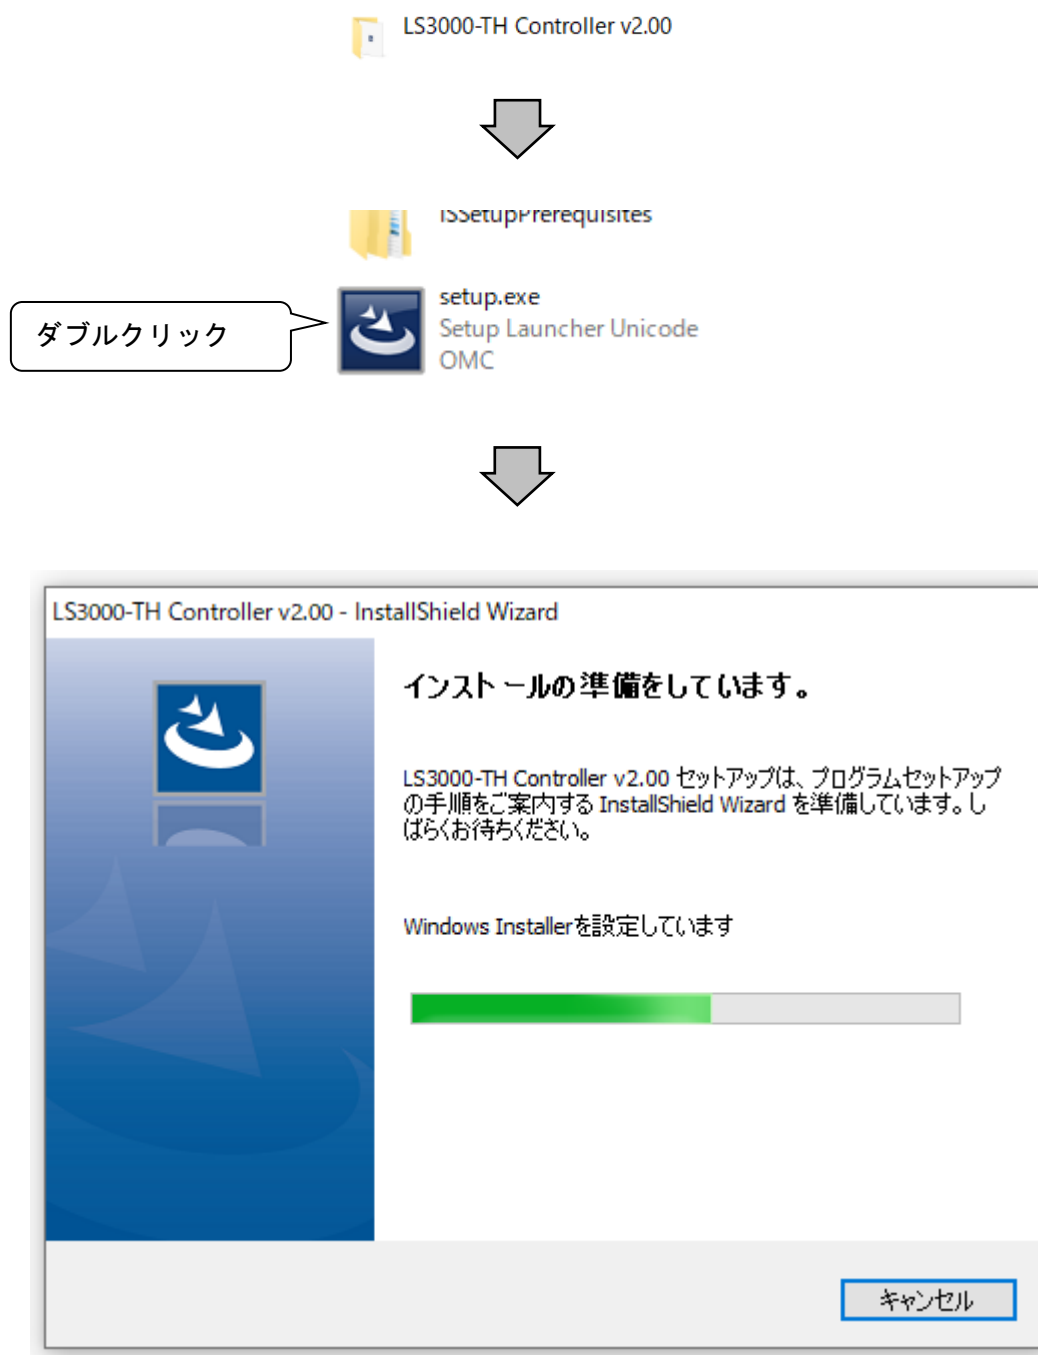 LS3000-TH Controller v2.00
ISSetupPrerequisites
setup.exe
ダブルクリック
Setup Launcher Unicode
OMC
LS3000-TH Controller v2.00 - InstallShield Wizard
インストールの準備をしています。
LS3000-TH Controller v2.00 セットアップは、プログラムセットアップ
の手順をご案内する InstallShield Wizard を準備しています。し
ばらくお待ちください。
Windows Installerを設定しています
キャンセル